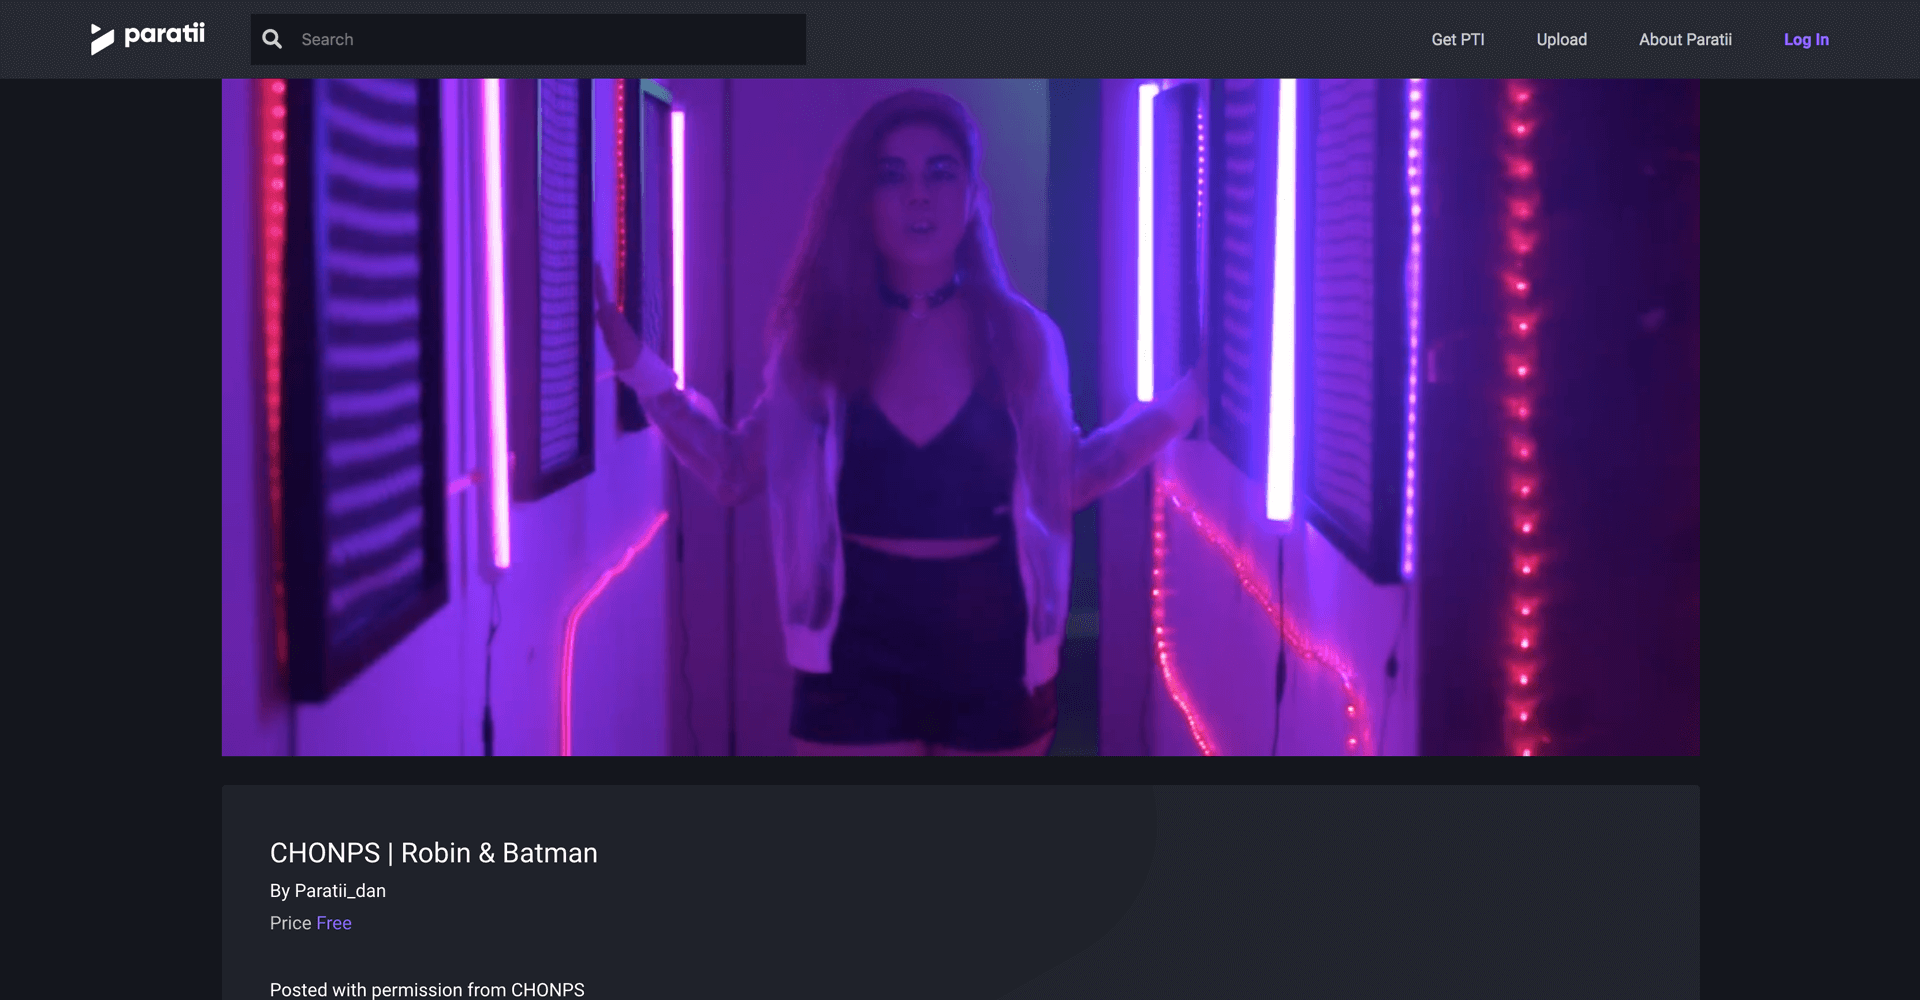 paratii
Search
Get PTI
Upload
About Paratii
Log In
CHONPS | Robin & Batman
By Paratii_dan
Price Free
Posted with permission from CHONPS